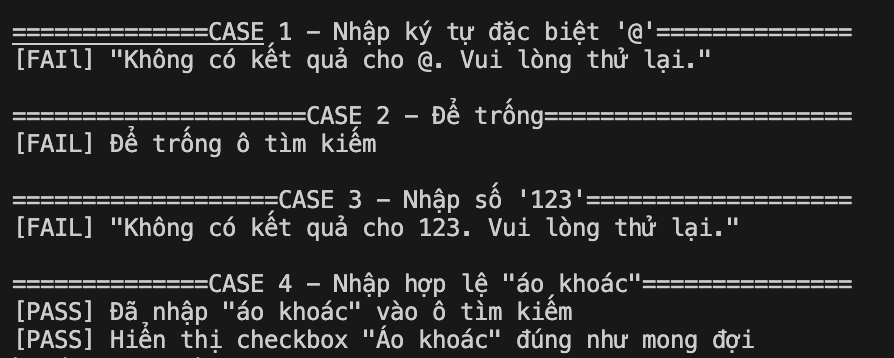 ==============CASE 1 - Nhập ký tự đặc biệt '@'==============
[FAIl] "Không có kết quả cho @. Vui lòng thử lại."
=====================CASE 2 - Để trống======================
[FAIL] Để trống ô tìm kiếm
===================CASE 3 - Nhập số '123'===================
[FAIL] "Không có kết quả cho 123. Vui lòng thử lại."
==============CASE 4 - Nhập hợp lệ "áo khoác"===============
[PASS] Đã nhập "áo khoác" vào ô tìm kiếm
[PASS] Hiển thị checkbox "Áo khoác" đúng như mong đợi